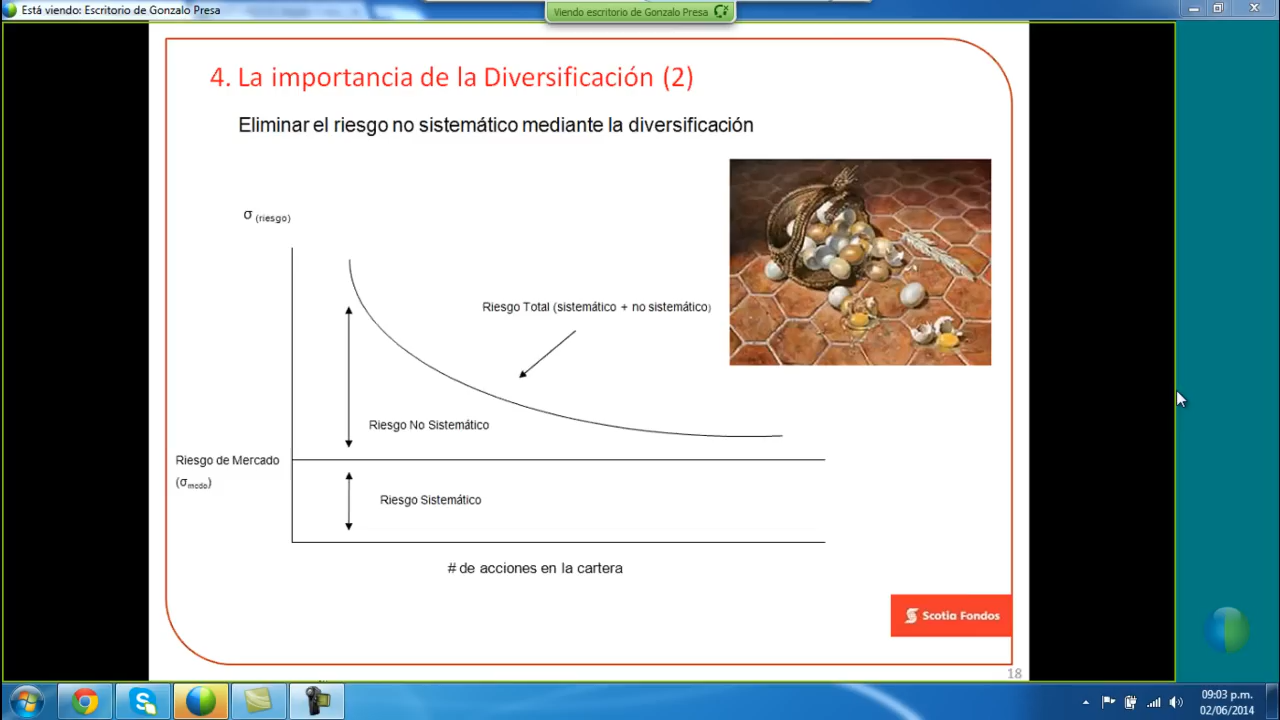 Está viendo: Escritorio de Gonzalo Presa
Viendo escritorio de Gonzalo Presa
4. La importancia de la Diversificación (2)
Eliminar el riesgo no sistemático mediante la diversificación
σ (riesgo)
Riesgo Total (sistemático + no sistemático)
Riesgo No Sistemático
Riesgo de Mercado
(σmcdo)
Riesgo Sistemático
# de acciones en la cartera
Scotia Fondos
18
09:03 p.m.
02/06/2014